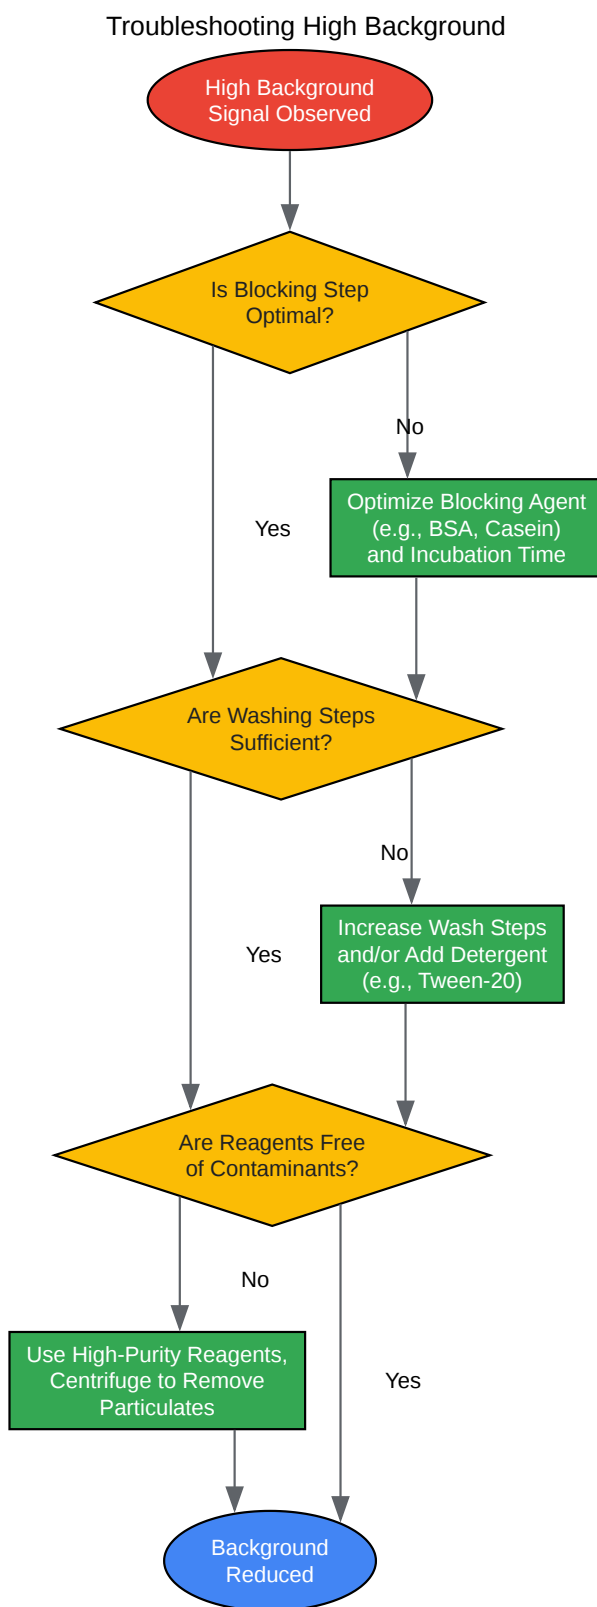 Troubleshooting High Background
High Background
Signal Observed
Is Blocking Step
Optimal?
No
Optimize Blocking Agent
(e.g., BSA, Casein)
and Incubation Time
Yes
Are Washing Steps
Sufficient?
No
Increase Wash Steps
and/or Add Detergent
(e.g., Tween-20)
Yes
Are Reagents Free
of Contaminants?
No
Use High-Purity Reagents,
Centrifuge to Remove
Particulates
Yes
Background
Reduced